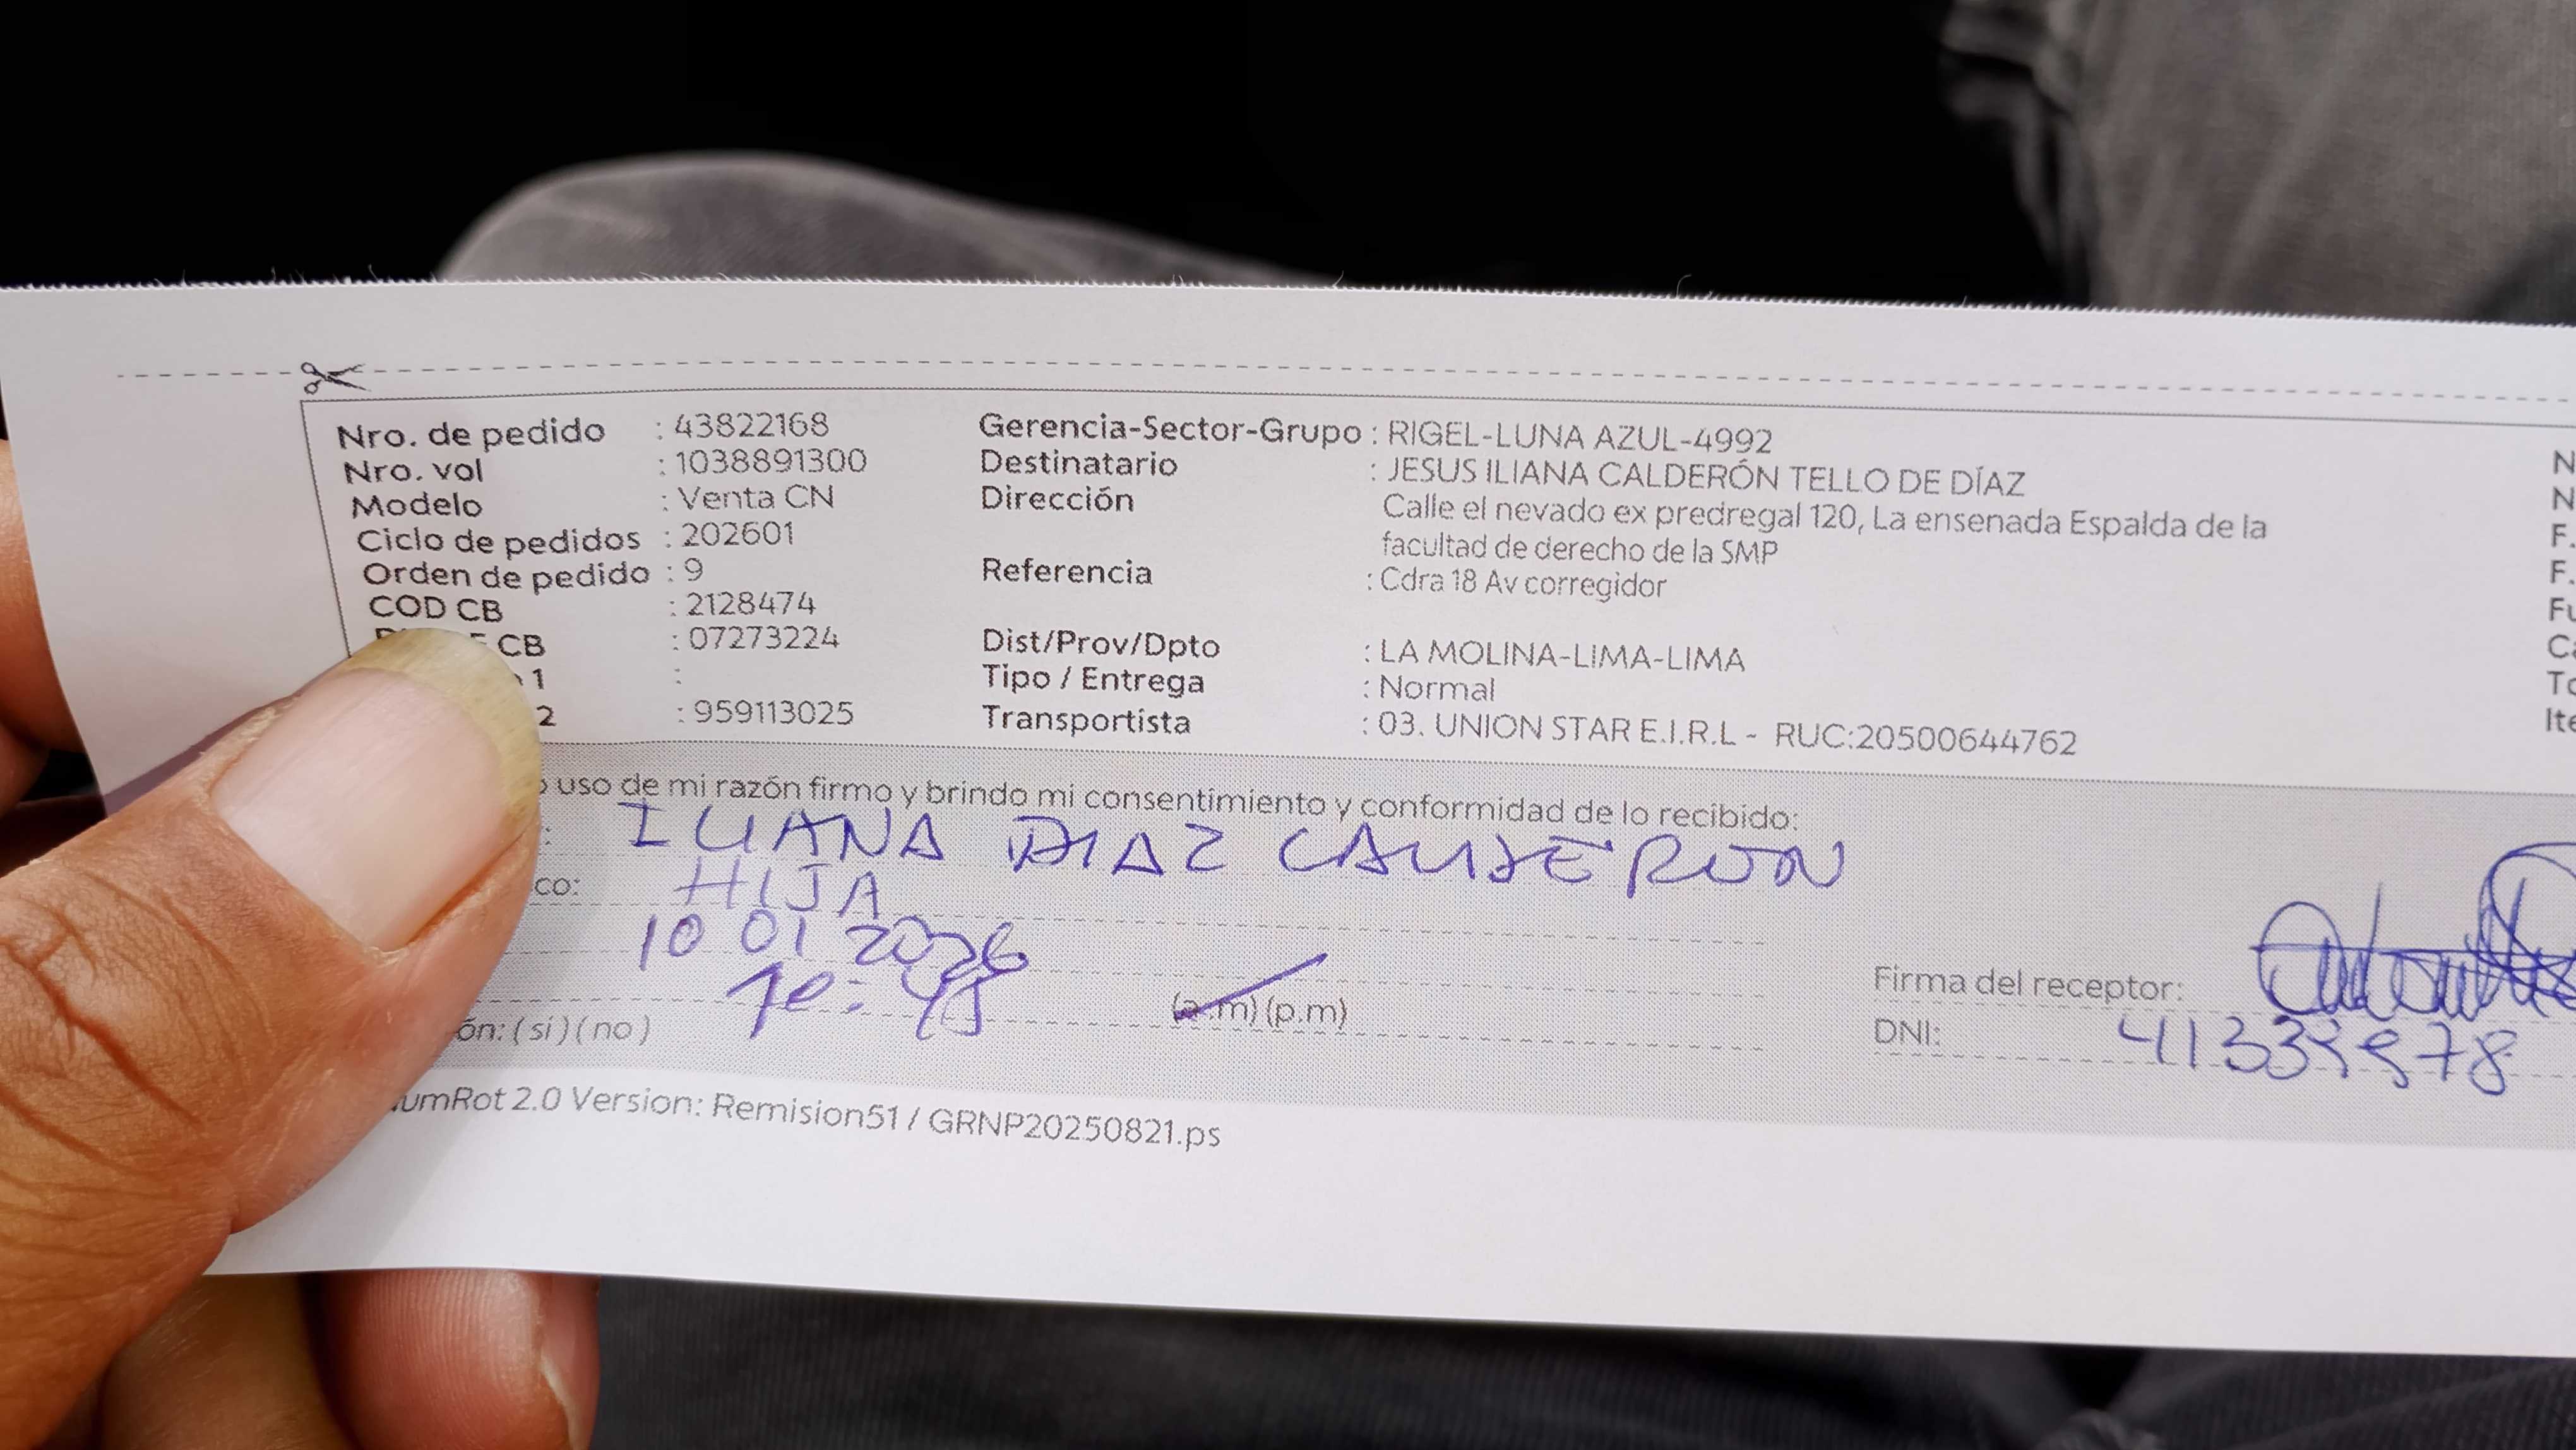 Nro. de pedido : 43822168
Nro. vol : 1038891300
Modelo : Venta CN
Ciclo de pedidos : 202601
Orden de pedido : 9
COD CB : 2128474
CB : 07273224
1 :
2 : 959113025
Gerencia-Sector-Grupo : RIGEL-LUNA AZUL-4992
Destinatario : JESUS ILIANA CALDERÓN TELLO DE DÍAZ
Dirección Calle el nevado ex predregal 120, La ensenada Espalda de la
facultad de derecho de la SMP
Referencia : Cdra 18 Av corregidor
Dist/Prov/Dpto : LA MOLINA-LIMA-LIMA
Tipo / Entrega : Normal
Transportista : 03. UNION STAR E.I.R.L - RUC:20500644762
uso de mi razón firmo y brindo mi consentimiento y conformidad de lo recibido:
: ILIANA DIAZ CALDERON
co: HIJA
10 01 2026
10:45 (a.m) (p.m)
ón: ( si ) ( no )
Firma del receptor:
DNI:
umRot 2.0 Version: Remision51 / GRNP20250821.ps